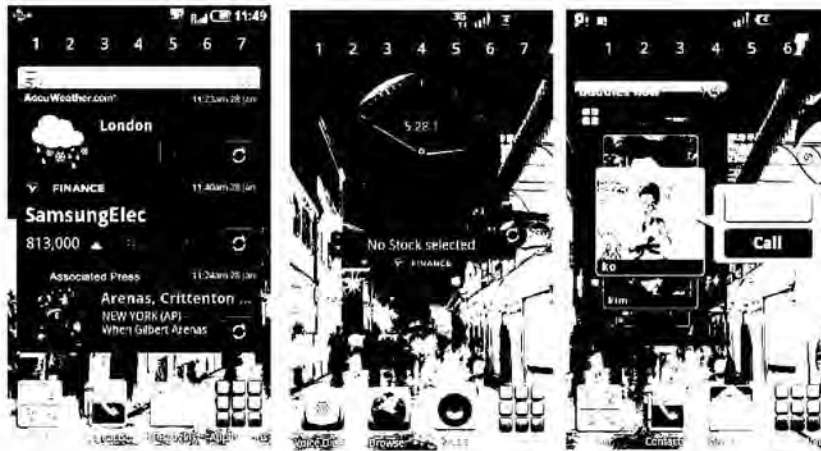 11:49
1 2 3 4 5 6 7
AccuWeather.com 11:23am 28 Jan
London
FINANCE 11:40am 28 Jan
SamsungElec
813,000
Associated Press 11:24am 28 Jan
Arenas, Crittenton ...
NEW YORK (AP)
When Gilbert Arenas
3G
1 2 3 4 5 6 7
5:28
No Stock selected
FINANCE
Browser
1 2 3 4 5 6
Buddies now
Call
ko
kim
Contacts